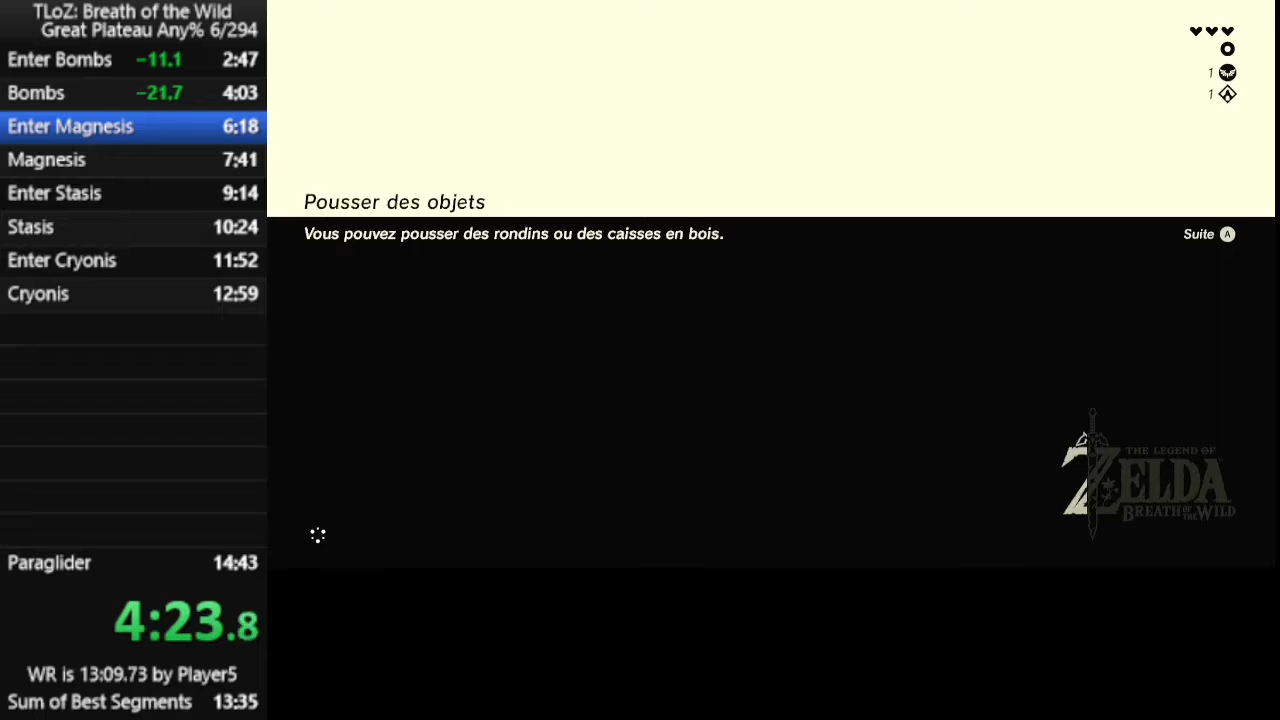 TLoZ: Breath of the Wild
Great Plateau Any% 6/294
Enter Bombs -11.1 2:47
Bombs -21.7 4:03
Enter Magnesis 6:18
Magnesis 7:41
Enter Stasis 9:14
Stasis 10:24
Enter Cryonis 11:52
Cryonis 12:59
Paraglider 14:43
4:23.8
WR is 13:09.73 by Player5
Sum of Best Segments 13:35
1
1
Pousser des objets
Vous pouvez pousser des rondins ou des caisses en bois.
Suite A
THE LEGEND OF
ZELDA
BREATH OF THE WILD